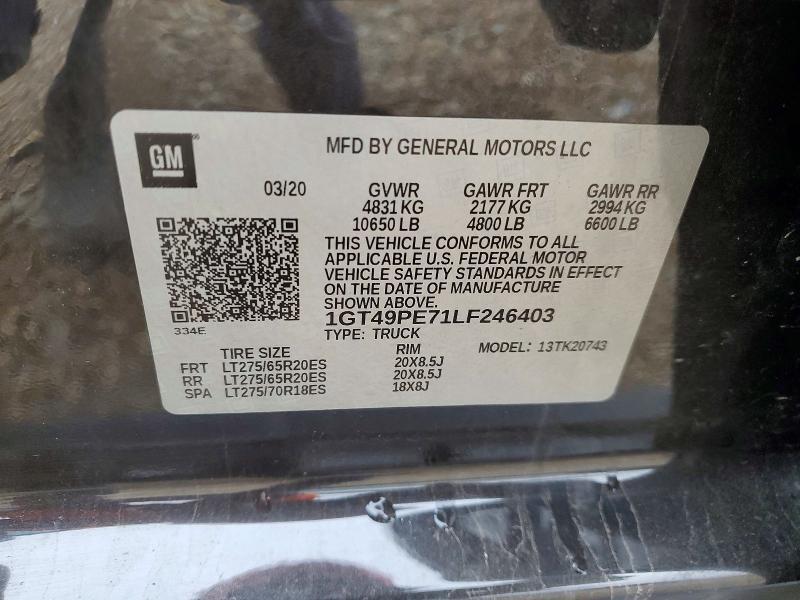 GM
MFD BY GENERAL MOTORS LLC
03/20 GVWR GAWR FRT GAWR RR
4831 KG 2177 KG 2994 KG
10650 LB 4800 LB 6600 LB
THIS VEHICLE CONFORMS TO ALL
APPLICABLE U.S. FEDERAL MOTOR
VEHICLE SAFETY STANDARDS IN EFFECT
ON THE DATE OF MANUFACTURE
SHOWN ABOVE.
1GT49PE71LF246403
334E TYPE: TRUCK MODEL: 13TK20743
TIRE SIZE RIM
FRT LT275/65R20ES 20X8.5J
RR LT275/65R20ES 20X8.5J
SPA LT275/70R18ES 18X8J